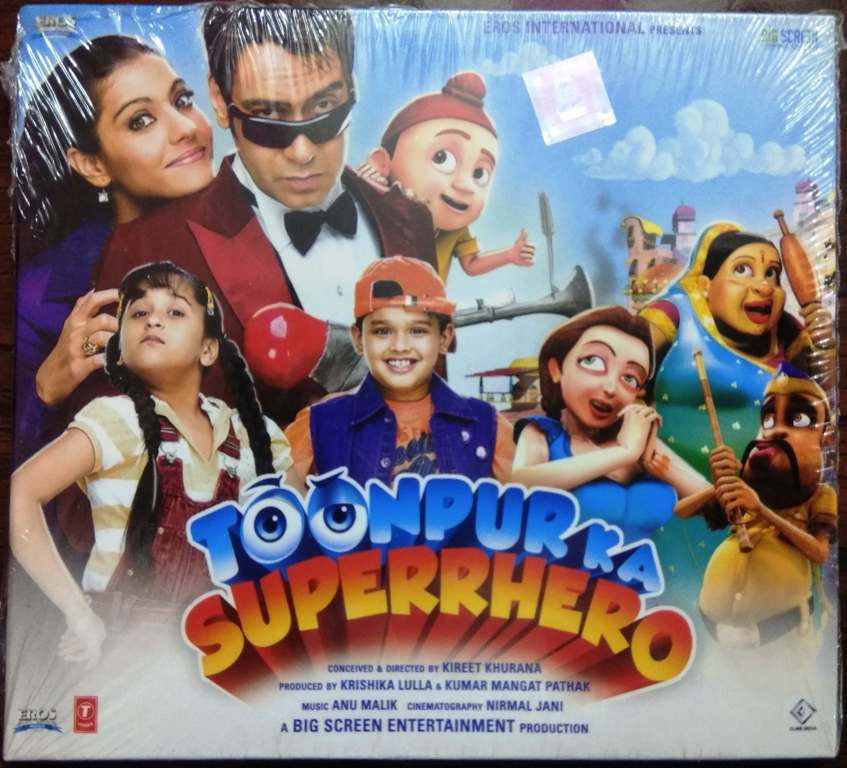 EROS
EROS INTERNATIONAL PRESENTS
BIG SCREEN
TOONPUR KA
SUPERRHERO
CONCEIVED & DIRECTED BY KIREET KHURANA
PRODUCED BY KRISHIKA LULLA & KUMAR MANGAT PATHAK
MUSIC ANU MALIK CINEMATOGRAPHY NIRMAL JANI
A BIG SCREEN ENTERTAINMENT PRODUCTION
EROS
T